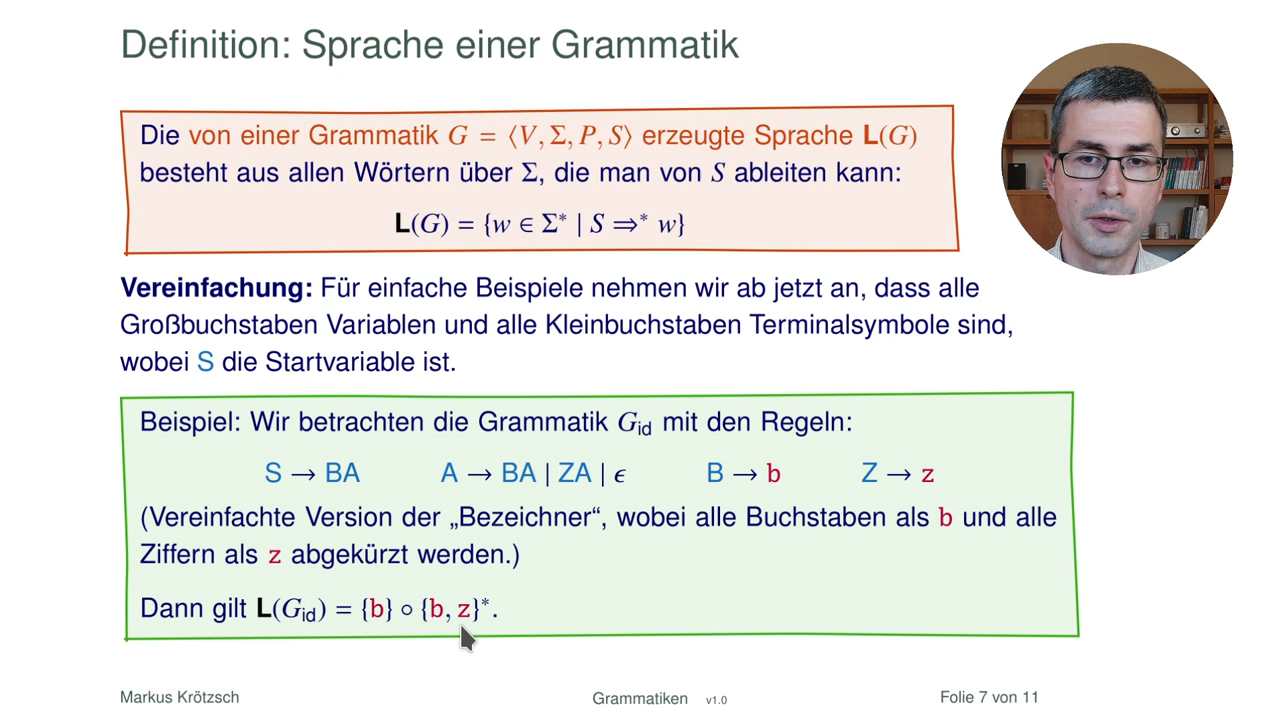 Definition: Sprache einer Grammatik
Die von einer Grammatik G = ⟨V, Σ, P, S⟩ erzeugte Sprache L(G)
besteht aus allen Wörtern über Σ, die man von S ableiten kann:
L(G) = {w ∈ Σ* | S ⇒* w}
Vereinfachung: Für einfache Beispiele nehmen wir ab jetzt an, dass alle
Großbuchstaben Variablen und alle Kleinbuchstaben Terminalsymbole sind,
wobei S die Startvariable ist.
Beispiel: Wir betrachten die Grammatik G_id mit den Regeln:
S → BA A → BA | ZA | ϵ B → b Z → z
(Vereinfachte Version der „Bezeichner“, wobei alle Buchstaben als b und alle
Ziffern als z abgekürzt werden.)
Dann gilt L(G_id) = {b} ∘ {b, z}*.
Markus Krötzsch Grammatiken v1.0 Folie 7 von 11